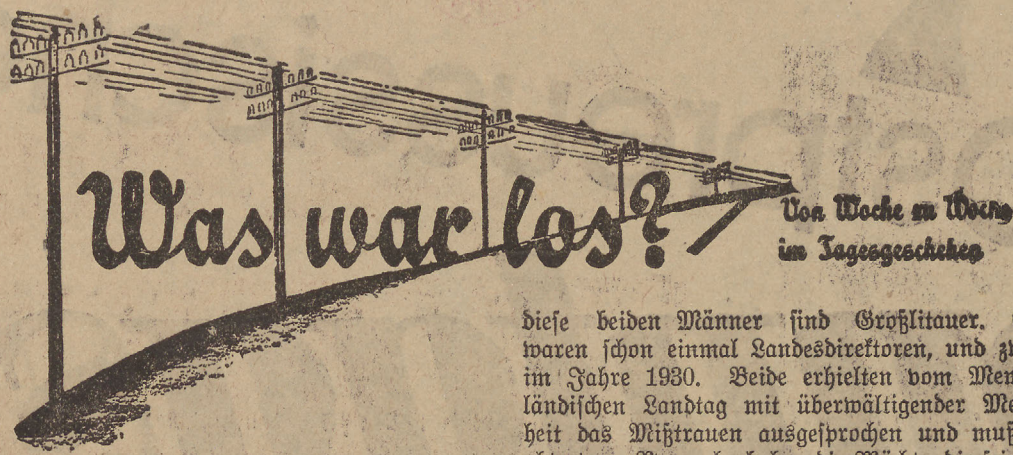 Was war los?
Von Woche zu Woche
im Tagesgeschehen
diese beiden Männer sind Großlitauer.
waren schon einmal Landesdirektoren, und
im Jahre 1930. Beide erhielten vom
ländischen Landtag mit überwältigender
heit das Mißtrauen ausgesprochen und